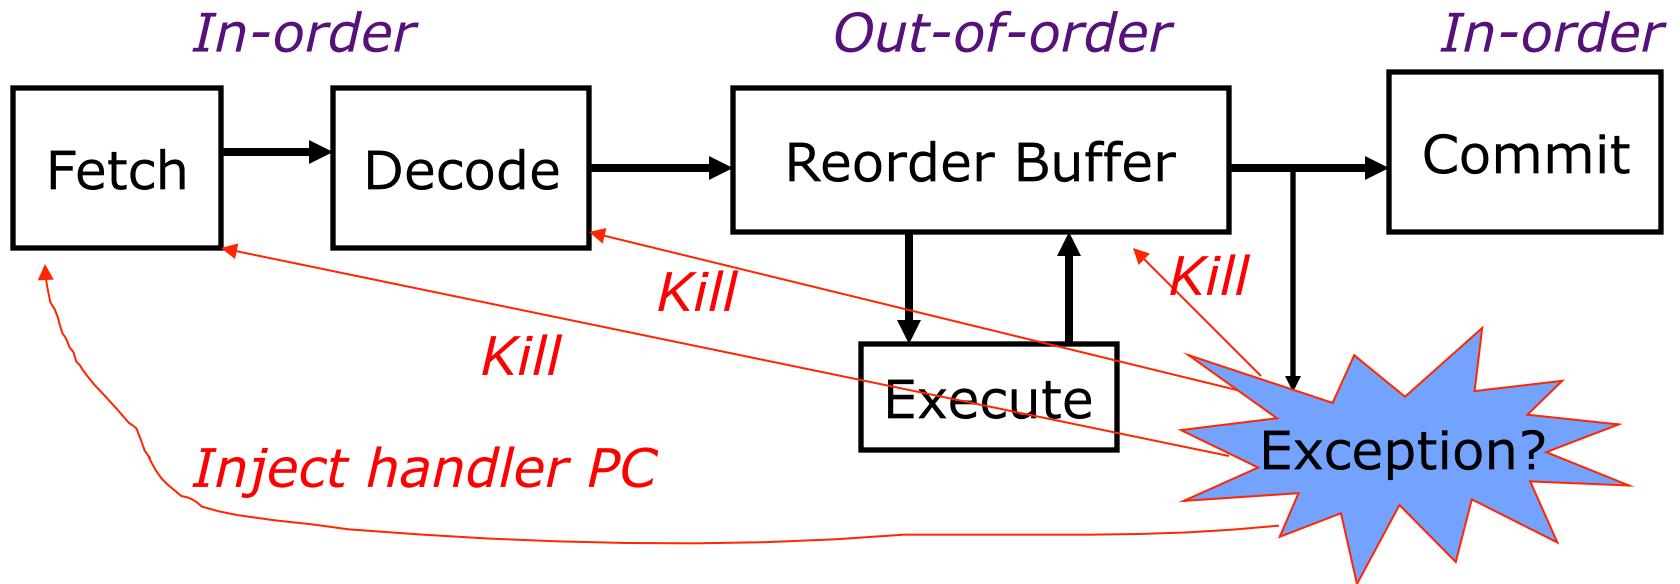 In-order
Out-of-order
In-order
Fetch
Decode
Reorder Buffer
Commit
Kill
Kill
Kill
Execute
Exception?
Inject handler PC